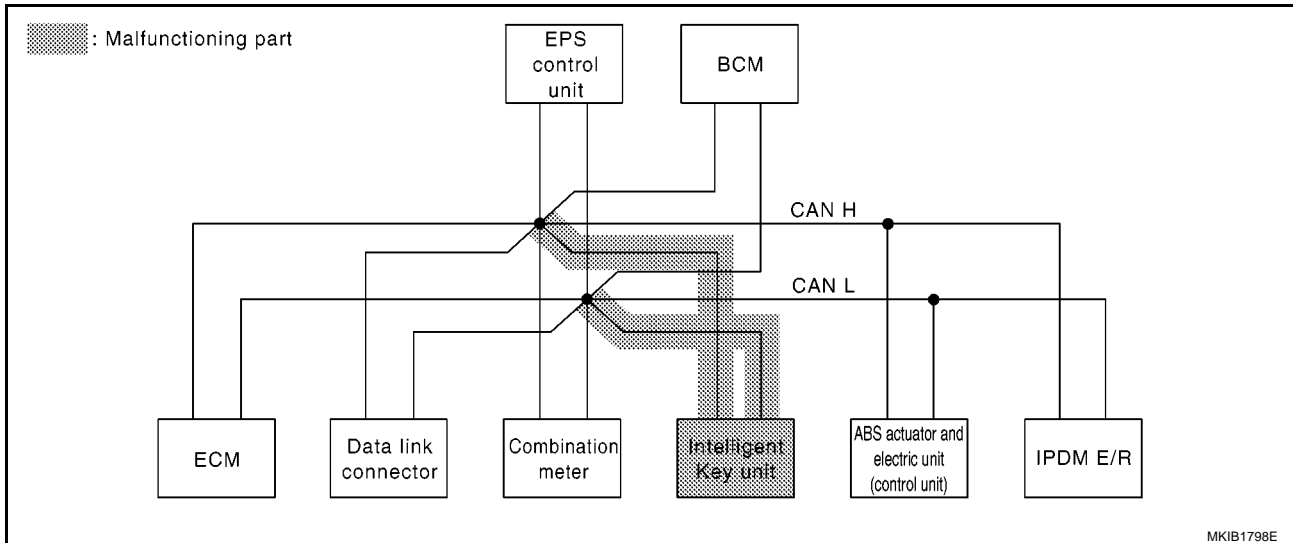 : Malfunctioning part
EPS
control
unit
BCM
CAN H
CAN L
ECM
Data link
connector
Combination
meter
Intelligent
Key unit
ABS actuator and
electric unit
(control unit)
IPDM E/R
MKIB1798E